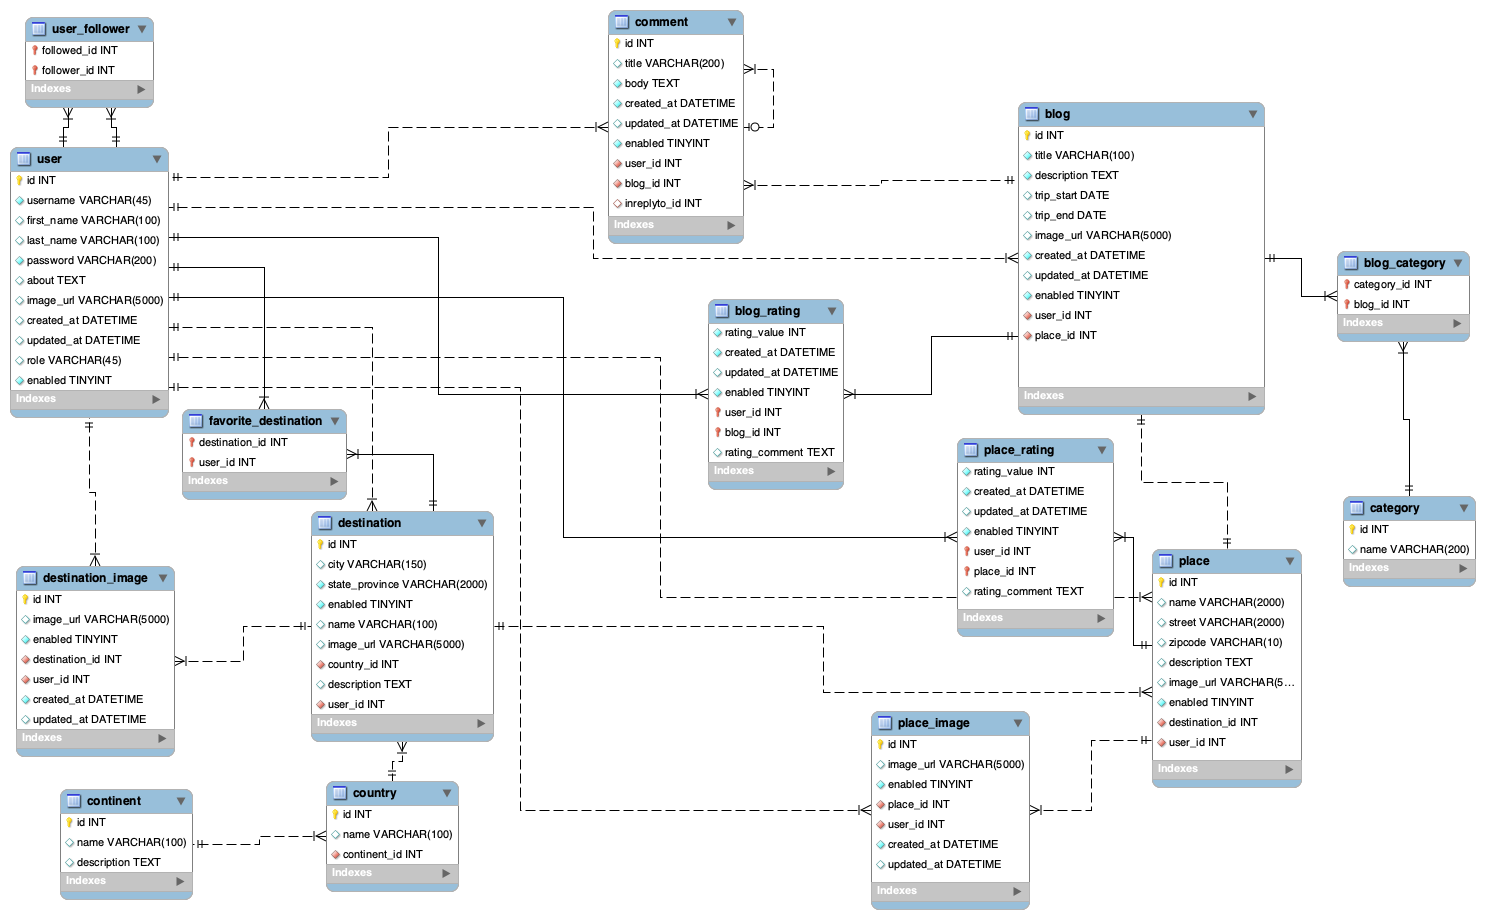 user_follower
followed_id INT
follower_id INT
Indexes
comment
id INT
title VARCHAR(200)
body TEXT
created_at DATETIME
updated_at DATETIME
enabled TINYINT
user_id INT
blog_id INT
inreplyto_id INT
Indexes
blog
id INT
title VARCHAR(100)
description TEXT
trip_start DATE
trip_end DATE
image_url VARCHAR(5000)
created_at DATETIME
updated_at DATETIME
enabled TINYINT
user_id INT
place_id INT
Indexes
user
id INT
username VARCHAR(45)
first_name VARCHAR(100)
last_name VARCHAR(100)
password VARCHAR(200)
about TEXT
image_url VARCHAR(5000)
created_at DATETIME
updated_at DATETIME
role VARCHAR(45)
enabled TINYINT
Indexes
blog_category
category_id INT
blog_id INT
Indexes
blog_rating
rating_value INT
created_at DATETIME
updated_at DATETIME
enabled TINYINT
user_id INT
blog_id INT
rating_comment TEXT
Indexes
favorite_destination
destination_id INT
user_id INT
Indexes
place_rating
rating_value INT
created_at DATETIME
updated_at DATETIME
enabled TINYINT
user_id INT
place_id INT
rating_comment TEXT
Indexes
category
id INT
name VARCHAR(200)
Indexes
destination
id INT
city VARCHAR(150)
state_province VARCHAR(2000)
enabled TINYINT
name VARCHAR(100)
image_url VARCHAR(5000)
country_id INT
description TEXT
user_id INT
Indexes
place
id INT
name VARCHAR(2000)
street VARCHAR(2000)
zipcode VARCHAR(10)
description TEXT
image_url VARCHAR(5...
enabled TINYINT
destination_id INT
user_id INT
Indexes
destination_image
id INT
image_url VARCHAR(5000)
enabled TINYINT
destination_id INT
user_id INT
created_at DATETIME
updated_at DATETIME
Indexes
place_image
id INT
image_url VARCHAR(5000)
enabled TINYINT
place_id INT
user_id INT
created_at DATETIME
updated_at DATETIME
Indexes
continent
id INT
name VARCHAR(100)
description TEXT
Indexes
country
id INT
name VARCHAR(100)
continent_id INT
Indexes